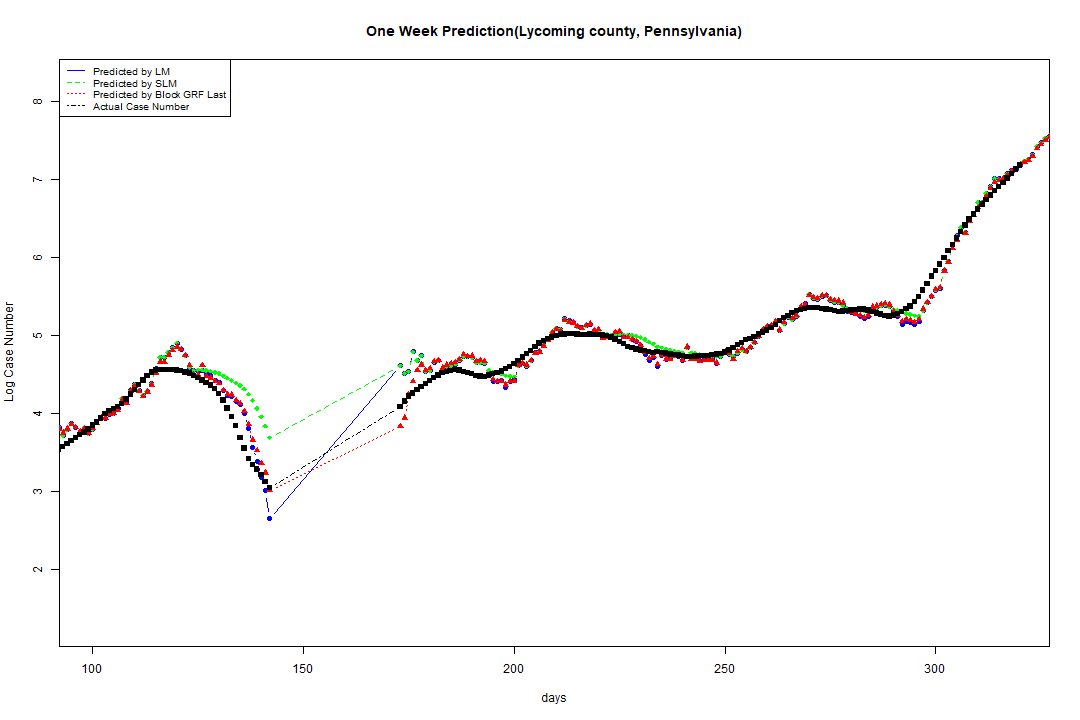 One Week Prediction(Lycoming county, Pennsylvania)
Predicted by LM
Predicted by SLM
Predicted by Block GRF Last
Actual Case Number
8
7
6
5
4
3
2
Log Case Number
100 150 200 250 300
days